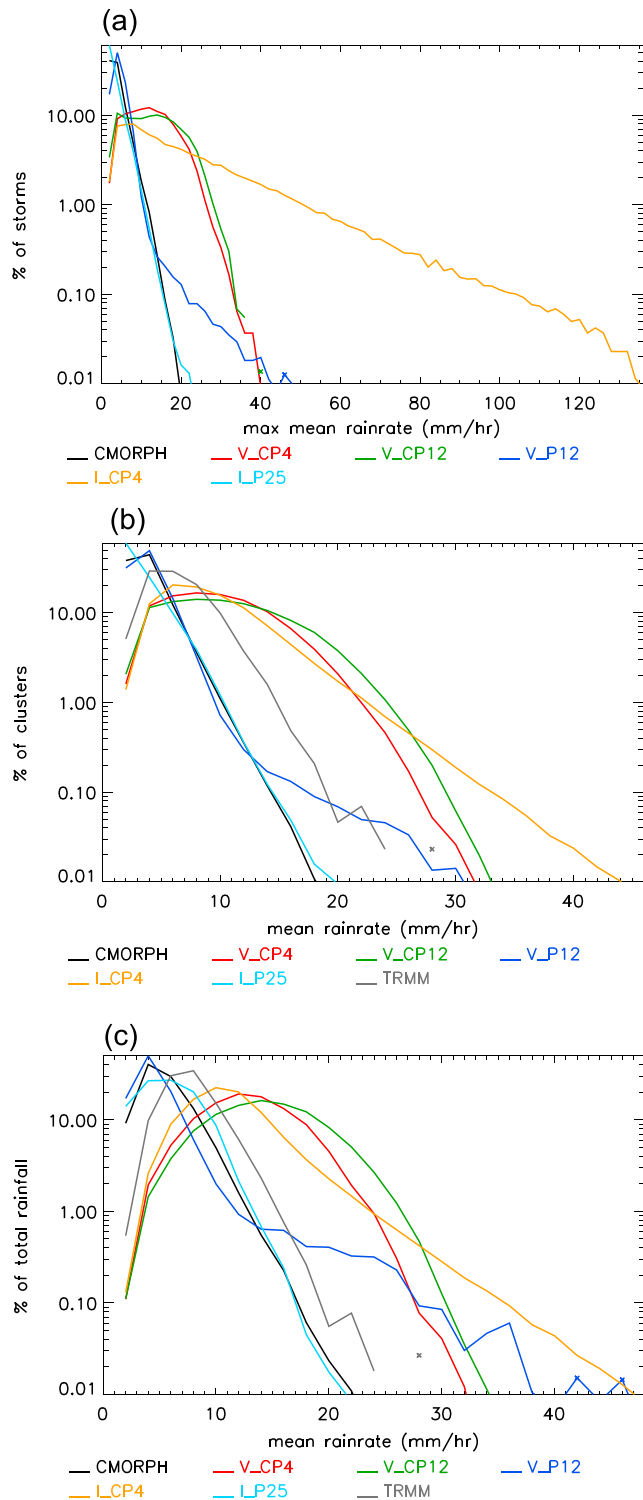 (a)
% of storms
10.00
1.00
0.10
0.01
0 20 40 60 80 100 120
max mean rainrate (mm/hr)
CMORPH V_CP4 V_CP12 V_P12
I_CP4 I_P25
(b)
% of clusters
10.00
1.00
0.10
0.01
0 10 20 30 40
mean rainrate (mm/hr)
CMORPH V_CP4 V_CP12 V_P12
I_CP4 I_P25 TRMM
(c)
% of total rainfall
10.00
1.00
0.10
0.01
0 10 20 30 40
mean rainrate (mm/hr)
CMORPH V_CP4 V_CP12 V_P12
I_CP4 I_P25 TRMM